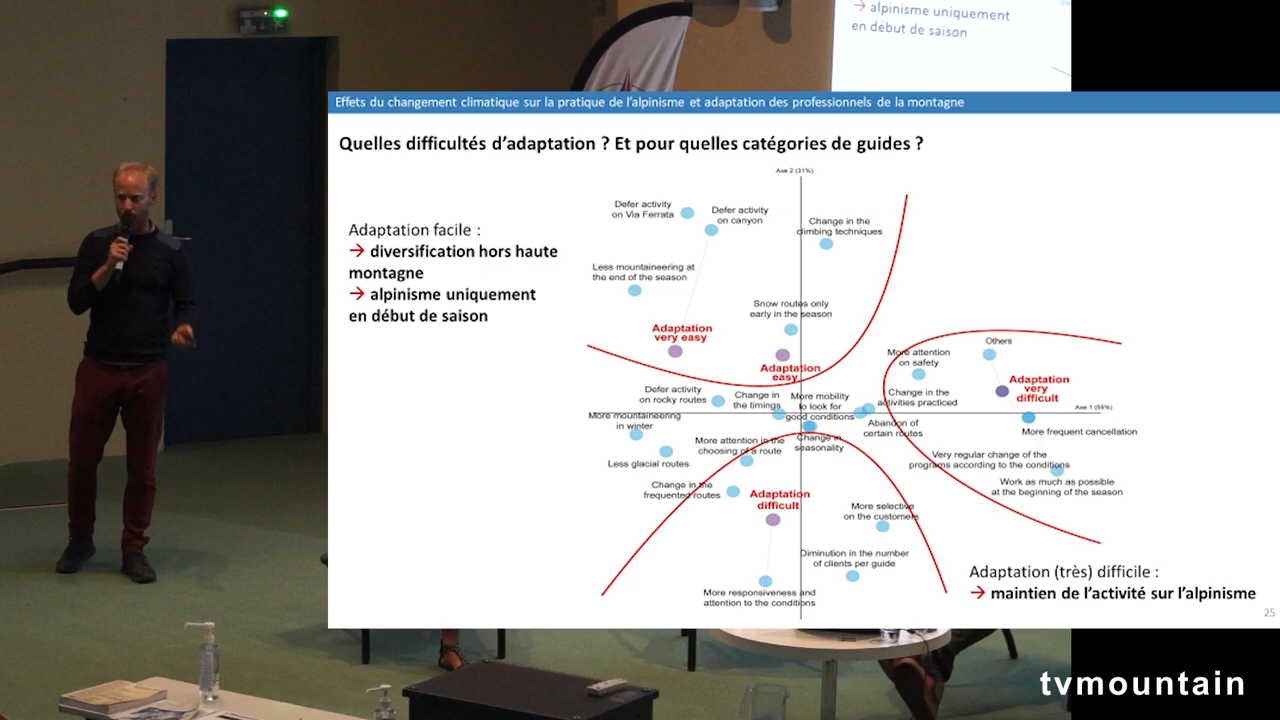 → alpinisme uniquement
en début de saison
Effets du changement climatique sur la pratique de l'alpinisme et adaptation des professionnels de la montagne
Quelles difficultés d'adaptation ? Et pour quelles catégories de guides ?
Adaptation facile :
→ diversification hors haute
montagne
→ alpinisme uniquement
en début de saison
Axe 2 (31%)
Defer activity
on Via Ferrata
Defer activity
on canyon
Change in the
climbing techniques
Less mountaineering at
the end of the season
Snow routes only
early in the season
Adaptation
very easy
Adaptation
easy
Others
More attention
on safety
Adaptation
very
difficult
Defer activity
on rocky routes
Change in
the timings
More mobility
to look for
good conditions
Change in the
activities practiced
Axe 1 (55%)
More mountaineering
in winter
Abandon of
certain routes
More frequent cancellation
More attention in the
choosing of a route
Change in
seasonality
Less glacial routes
Very regular change of the
programs according to the conditions
Change in the
frequented routes
Work as much as possible
at the beginning of the season
Adaptation
difficult
More selective
on the customers
Diminution in the number
of clients per guide
More responsiveness and
attention to the conditions
Adaptation (très) difficile :
→ maintien de l'activité sur l'alpinisme
25
tvmountain